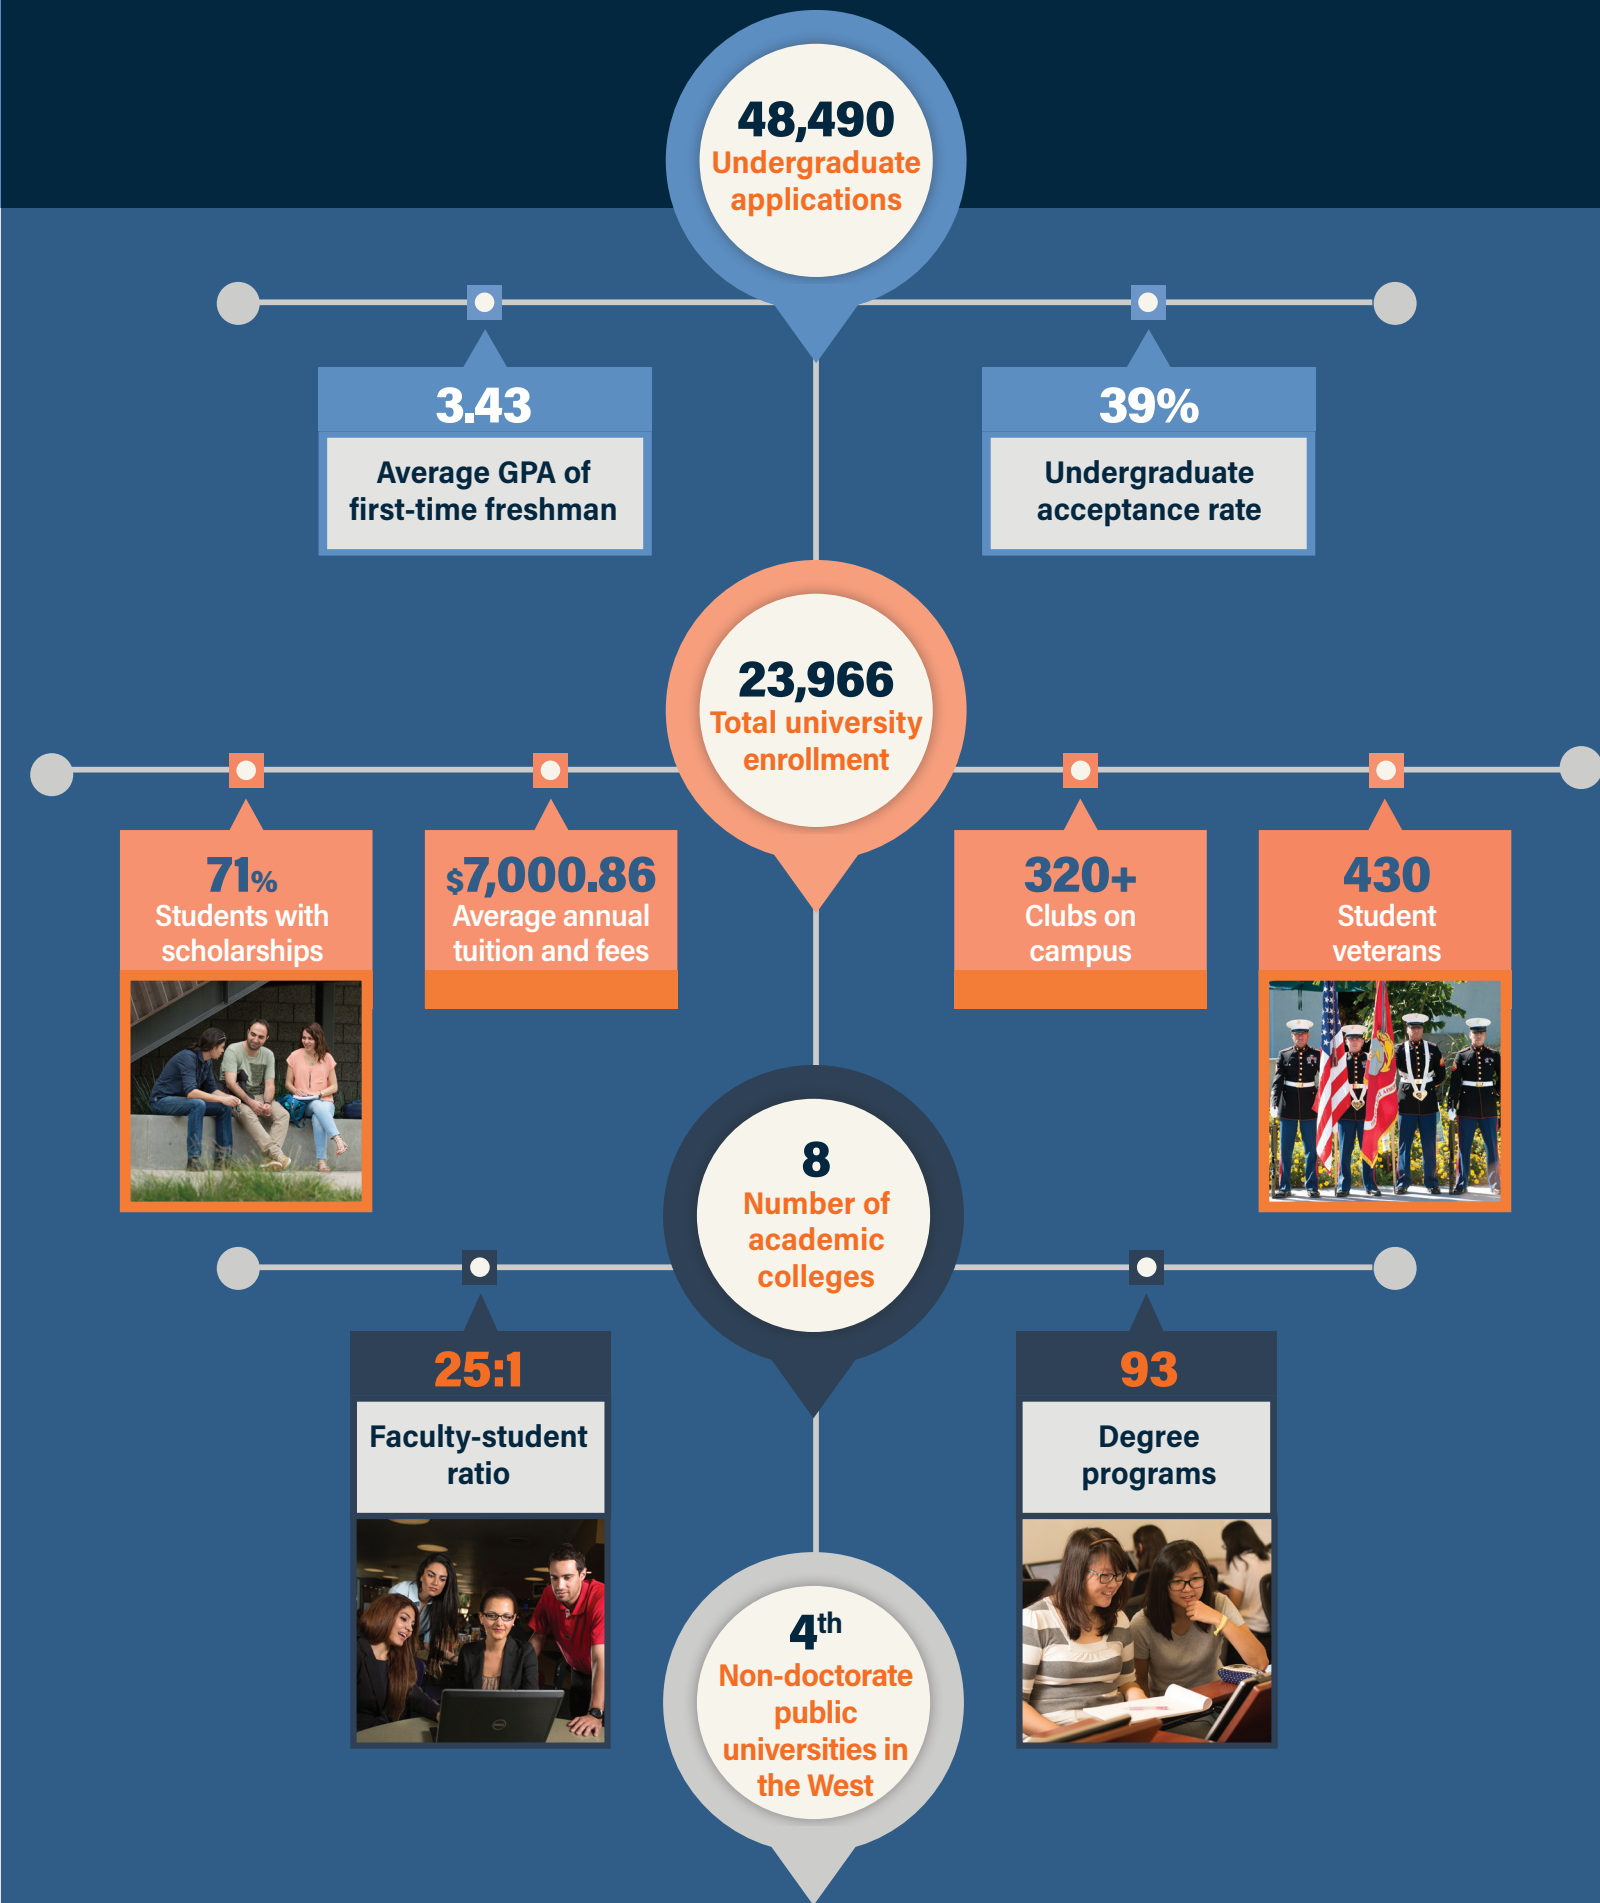 48,490
Undergraduate
applications
3.43
Average GPA of
first-time freshman
39%
Undergraduate
acceptance rate
23,966
Total university
enrollment
71%
Students with
scholarships
$7,000.86
Average annual
tuition and fees
320+
Clubs on
campus
430
Student
veterans
8
Number of
academic
colleges
25:1
Faculty-student
ratio
93
Degree
programs
4th
Non-doctorate
public
universities in
the West